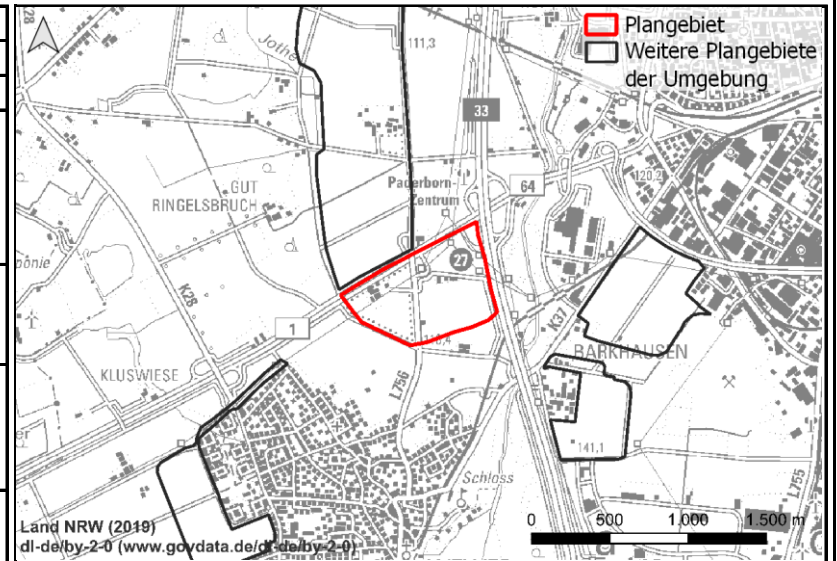 Plangebiet
Weitere Plangebiete
der Umgebung
K28
Jothe
111,3
33
GUT
RINGELSBRUCH
Paderborn-
Zentrum
64
120,2
27
1
K37
KLUSWIESE
BARKHAUSEN
L756
141,1
Schloss
L755
Land NRW (2019)
dl-de/by-2-0 (www.govdata.de/dl-de/by-2-0)
0 500 1.000 1.500 m